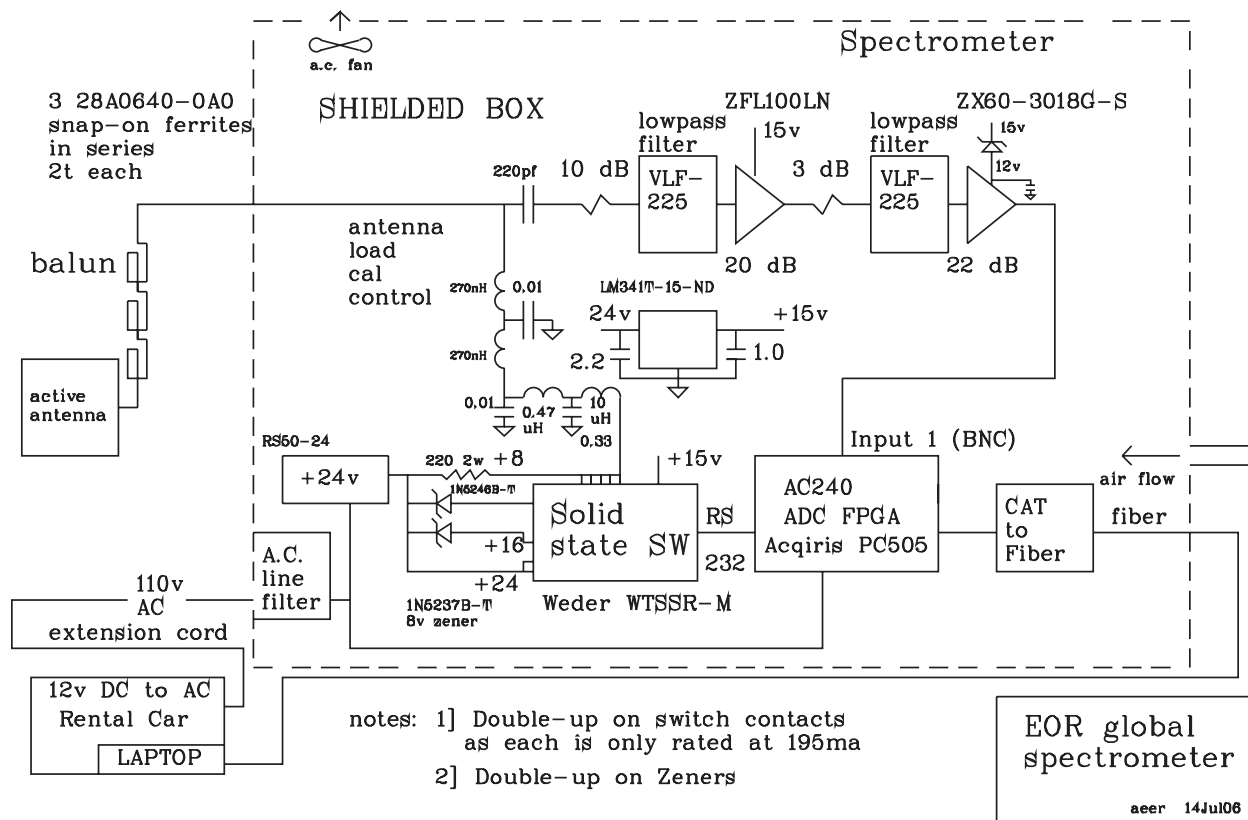 Spectrometer
a.c. fan
3 28A0640-0A0
snap-on ferrites
in series
2t each
SHIELDED BOX
ZFL100LN
ZX60-3018G-S
lowpass
filter
15v
lowpass
filter
15v
12v
220pf
10 dB
VLF-
225
3 dB
VLF-
225
antenna
load
cal
control
balun
20 dB
22 dB
270nH
0.01
LM341T-15-ND
24v
+15v
270nH
2.2
1.0
active
antenna
0.01
0.47
uH
10
uH
0.33
Input 1 (BNC)
RS50-24
+24v
220 2w
+8
+15v
air flow
1N5246B-T
Solid
state SW
RS
232
AC240
ADC FPGA
Acqiris PC505
CAT
to
Fiber
fiber
+16
+24
A.C.
line
filter
110v
AC
extension cord
1N5237B-T
8v zener
Weder WTSSR-M
12v DC to AC
Rental Car
LAPTOP
notes: 1] Double-up on switch contacts
as each is only rated at 195ma
2] Double-up on Zeners
EOR global
spectrometer
aeer 14Jul06